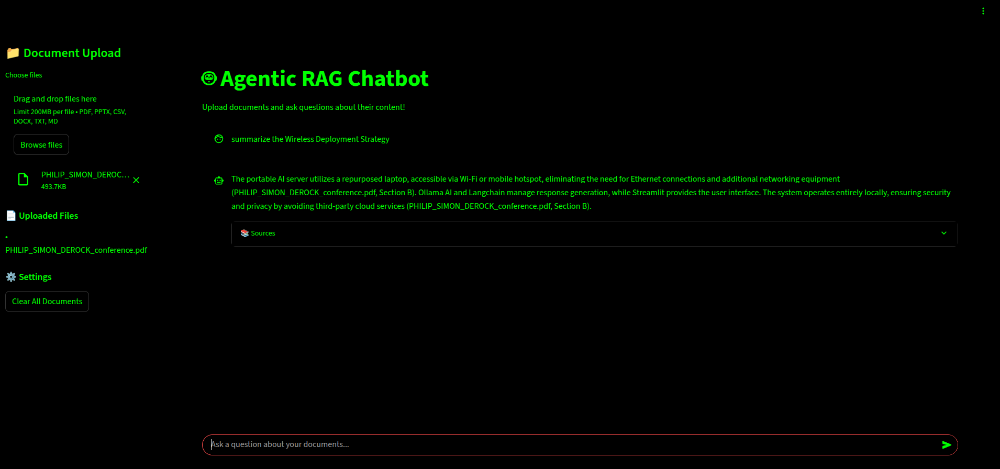 📁 Document Upload
Choose files
Drag and drop files here
Limit 200MB per file • PDF, PPTX, CSV,
DOCX, TXT, MD
Browse files
PHILIP_SIMON_DEROC...
493.7KB
📄 Uploaded Files
•
PHILIP_SIMON_DEROCK_conference.pdf
⚙️ Settings
Clear All Documents
Agentic RAG Chatbot
Upload documents and ask questions about their content!
summarize the Wireless Deployment Strategy
The portable AI server utilizes a repurposed laptop, accessible via Wi-Fi or mobile hotspot, eliminating the need for Ethernet connections and additional networking equipment
(PHILIP_SIMON_DEROCK_conference.pdf, Section B). Ollama AI and Langchain manage response generation, while Streamlit provides the user interface. The system operates entirely locally, ensuring security
and privacy by avoiding third-party cloud services (PHILIP_SIMON_DEROCK_conference.pdf, Section B).
📚 Sources
Ask a question about your documents...